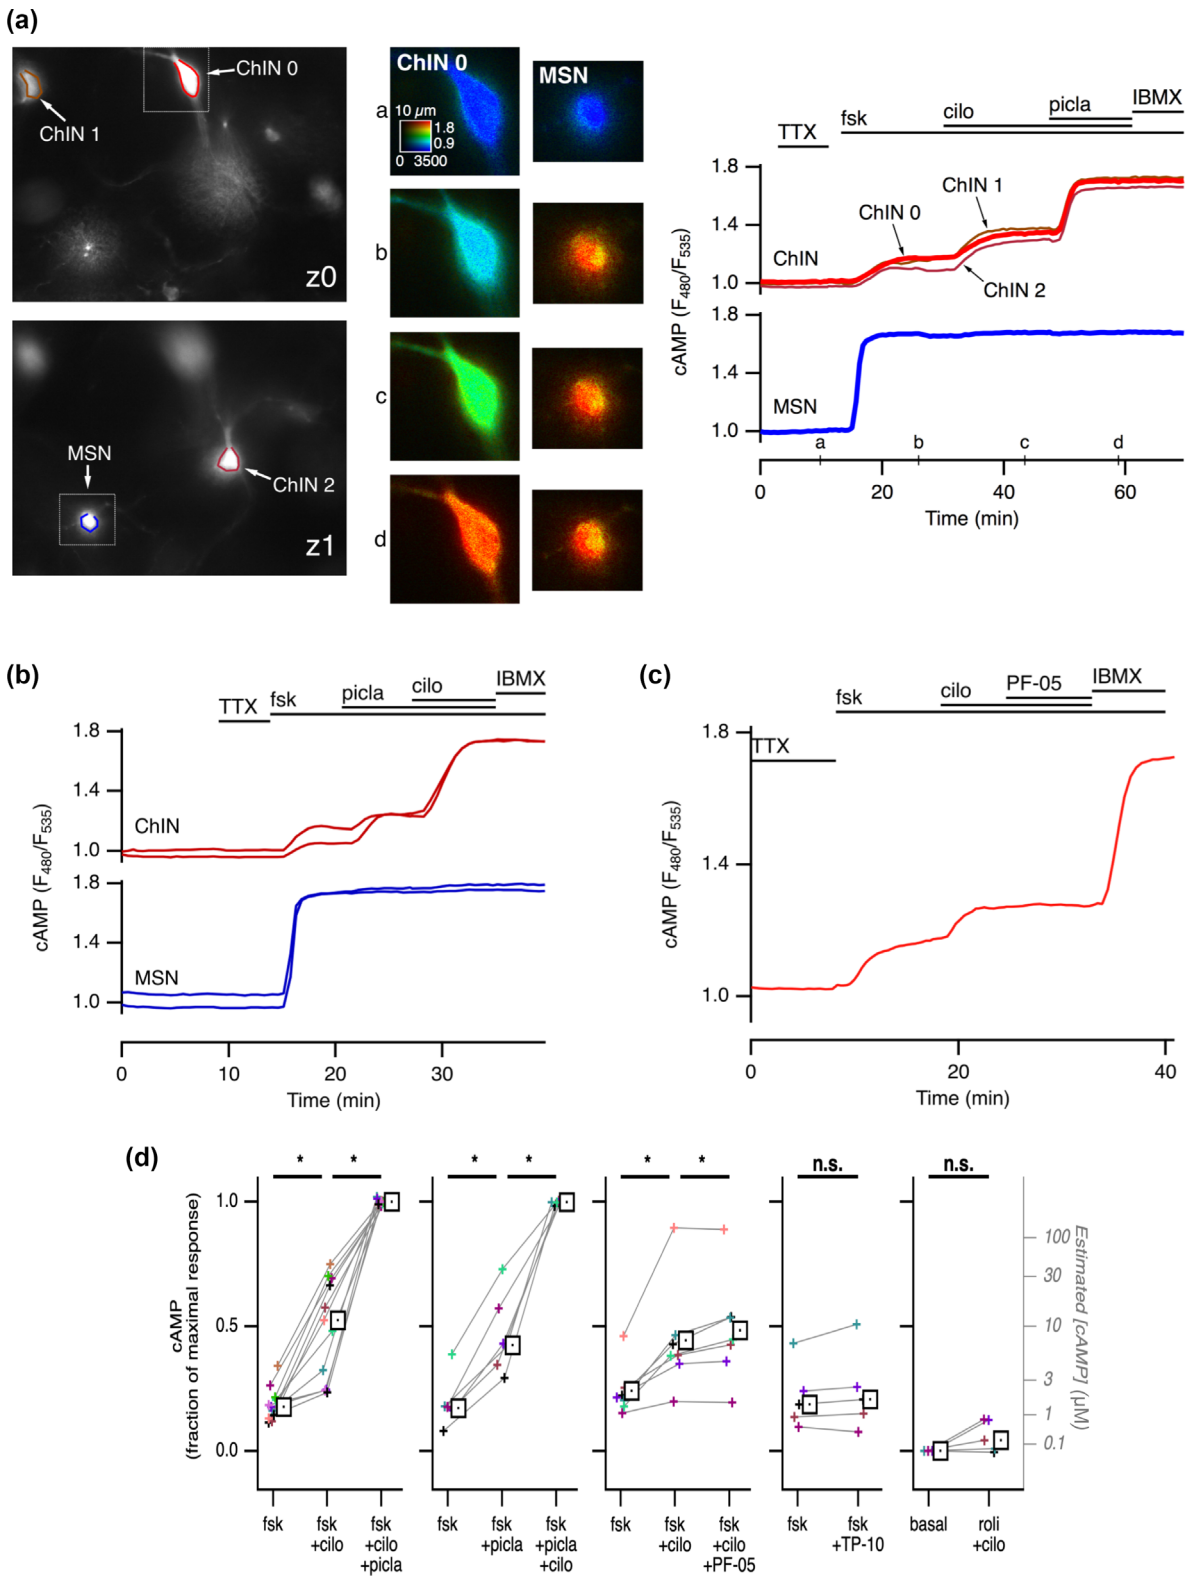 (a)
ChIN 0
ChIN 1
z0
MSN
ChIN 2
z1
ChIN 0
MSN
10 µm
1.8
0.9
0 3500
a
b
c
d
TTX
fsk
cilo
picla
IBMX
1.8
1.4
1.0
ChIN 1
ChIN 0
ChIN
ChIN 2
1.8
1.4
1.0
MSN
cAMP (F480/F535)
a b c d
0 20 40 60
Time (min)
(b)
TTX
fsk
picla
cilo
IBMX
1.8
1.4
1.0
ChIN
1.8
1.4
1.0
MSN
cAMP (F480/F535)
0 10 20 30
Time (min)
(c)
TTX
fsk
cilo
PF-05
IBMX
1.8
1.4
1.0
cAMP (F480/F535)
0 20 40
Time (min)
(d)
* * * * * * n.s. n.s.
cAMP
(fraction of maximal response)
1.0
0.5
0.0
fsk
fsk
+cilo
fsk
+cilo
+picla
fsk
fsk
+picla
fsk
+picla
+cilo
fsk
fsk
+cilo
fsk
+cilo
+PF-05
fsk
fsk
+TP-10
basal
roli
+cilo
100
30
10
3
1
0.1
Estimated [cAMP] (µM)